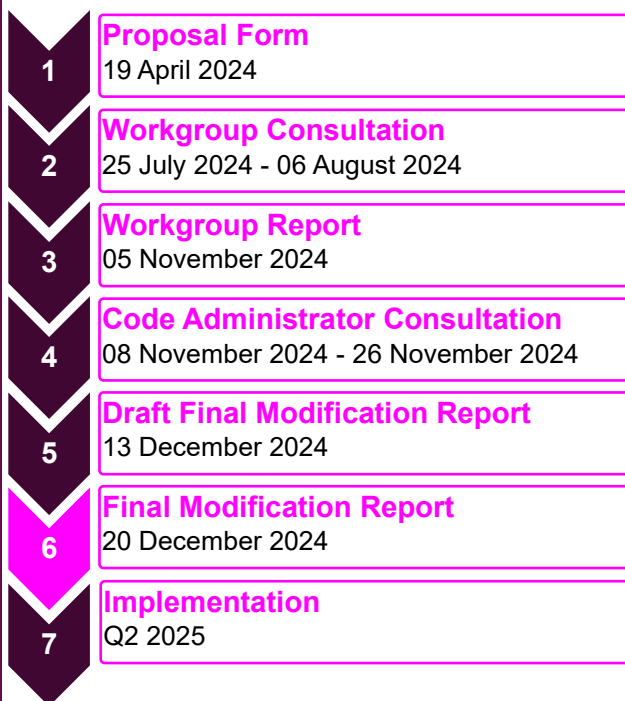 1
Proposal Form
19 April 2024
2
Workgroup Consultation
25 July 2024 - 06 August 2024
3
Workgroup Report
05 November 2024
4
Code Administrator Consultation
08 November 2024 - 26 November 2024
5
Draft Final Modification Report
13 December 2024
6
Final Modification Report
20 December 2024
7
Implementation
Q2 2025